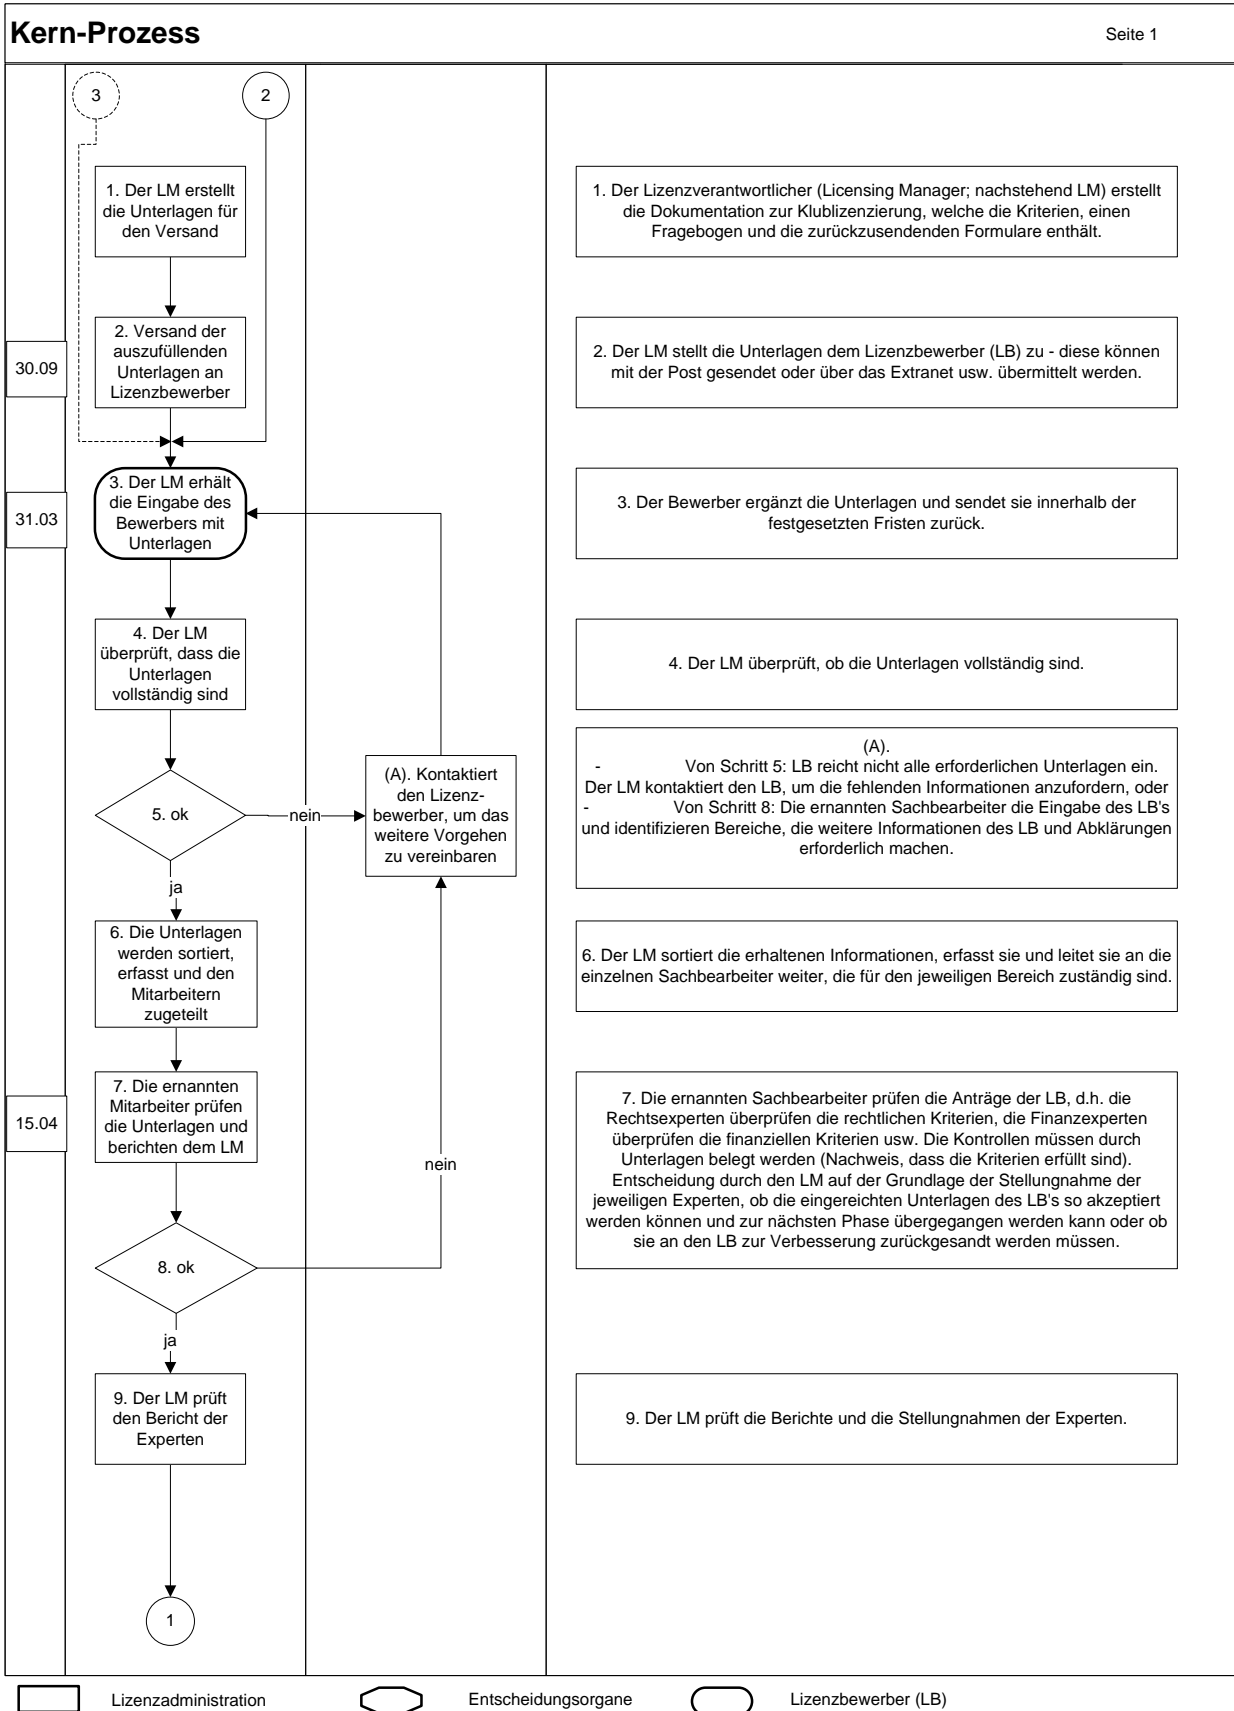 Kern-Prozess
Seite 1
3
2
1. Der LM erstellt
die Unterlagen für
den Versand
1. Der Lizenzverantwortlicher (Licensing Manager; nachstehend LM) erstellt
die Dokumentation zur Klublizenzierung, welche die Kriterien, einen
Fragebogen und die zurückzusendenden Formulare enthält.
30.09
2. Versand der
auszufüllenden
Unterlagen an
Lizenzbewerber
2. Der LM stellt die Unterlagen dem Lizenzbewerber (LB) zu - diese können
mit der Post gesendet oder über das Extranet usw. übermittelt werden.
31.03
3. Der LM erhält
die Eingabe des
Bewerbers mit
Unterlagen
3. Der Bewerber ergänzt die Unterlagen und sendet sie innerhalb der
festgesetzten Fristen zurück.
4. Der LM
überprüft, dass die
Unterlagen
vollständig sind
4. Der LM überprüft, ob die Unterlagen vollständig sind.
5. ok
nein
(A). Kontaktiert
den Lizenz-
bewerber, um das
weitere Vorgehen
zu vereinbaren
(A).
- Von Schritt 5: LB reicht nicht alle erforderlichen Unterlagen ein.
Der LM kontaktiert den LB, um die fehlenden Informationen anzufordern, oder
- Von Schritt 8: Die ernannten Sachbearbeiter die Eingabe des LB's
und identifizieren Bereiche, die weitere Informationen des LB und Abklärungen
erforderlich machen.
ja
6. Die Unterlagen
werden sortiert,
erfasst und den
Mitarbeitern
zugeteilt
6. Der LM sortiert die erhaltenen Informationen, erfasst sie und leitet sie an die
einzelnen Sachbearbeiter weiter, die für den jeweiligen Bereich zuständig sind.
15.04
7. Die ernannten
Mitarbeiter prüfen
die Unterlagen und
berichten dem LM
nein
7. Die ernannten Sachbearbeiter prüfen die Anträge der LB, d.h. die
Rechtsexperten überprüfen die rechtlichen Kriterien, die Finanzexperten
überprüfen die finanziellen Kriterien usw. Die Kontrollen müssen durch
Unterlagen belegt werden (Nachweis, dass die Kriterien erfüllt sind).
Entscheidung durch den LM auf der Grundlage der Stellungnahme der
jeweiligen Experten, ob die eingereichten Unterlagen des LB's so akzeptiert
werden können und zur nächsten Phase übergegangen werden kann oder ob
sie an den LB zur Verbesserung zurückgesandt werden müssen.
8. ok
ja
9. Der LM prüft
den Bericht der
Experten
9. Der LM prüft die Berichte und die Stellungnahmen der Experten.
1
Lizenzadministration
Entscheidungsorgane
Lizenzbewerber (LB)